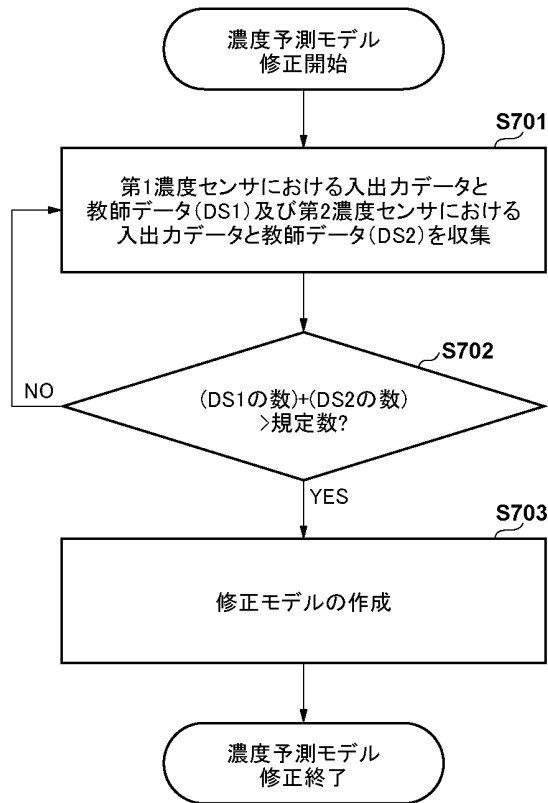 濃度予測モデル
修正開始
S701
第1濃度センサにおける入出力データと
教師データ(DS1)及び第2濃度センサにおける
入出力データと教師データ(DS2)を収集
S702
NO
(DS1の数)+(DS2の数)
>規定数?
YES
S703
修正モデルの作成
濃度予測モデル
修正終了